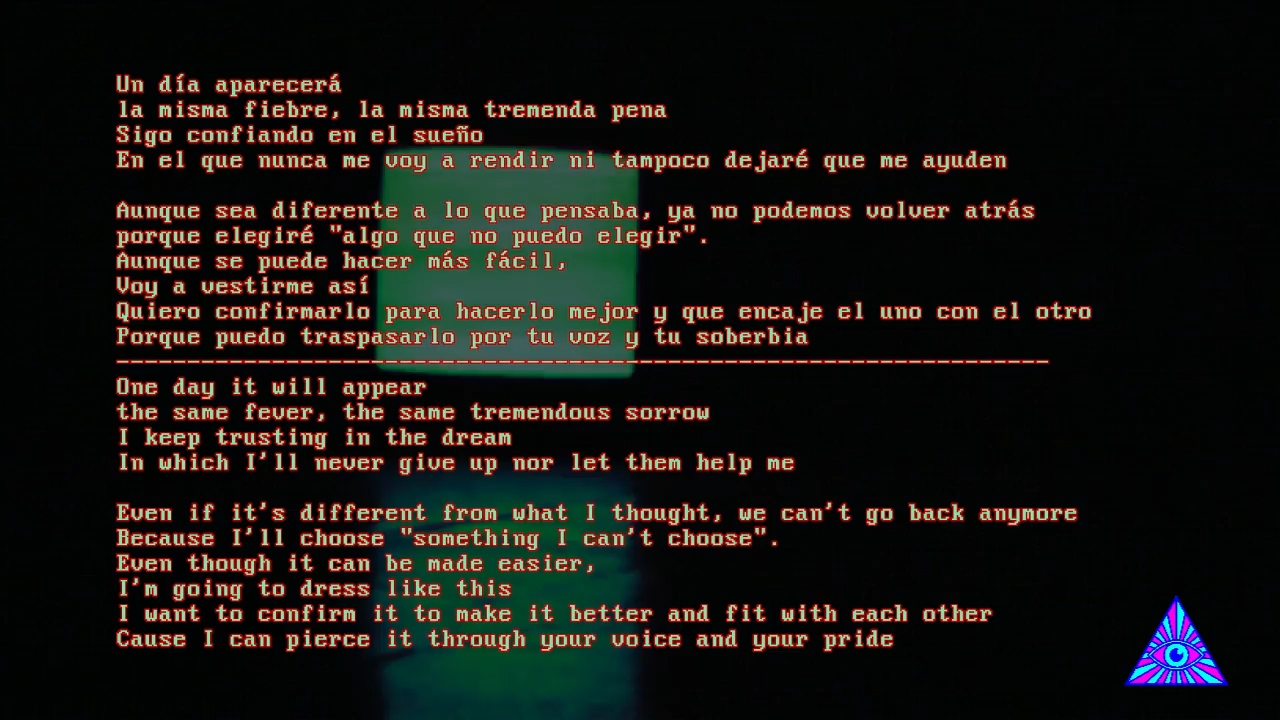 Un día aparecerá
la misma fiebre, la misma tremenda pena
Sigo confiando en el sueño
En el que nunca me voy a rendir ni tampoco dejaré que me ayuden
Aunque sea diferente a lo que pensaba, ya no podemos volver atrás
porque elegiré "algo que no puedo elegir".
Aunque se puede hacer más fácil,
Voy a vestirme así
Quiero confirmarlo para hacerlo mejor y que encaje el uno con el otro
Porque puedo traspasarlo por tu voz y tu soberbia
------------------------------------------------------------------
One day it will appear
the same fever, the same tremendous sorrow
I keep trusting in the dream
In which I'll never give up nor let them help me
Even if it's different from what I thought, we can't go back anymore
Because I'll choose "something I can't choose".
Even though it can be made easier,
I'm going to dress like this
I want to confirm it to make it better and fit with each other
Cause I can pierce it through your voice and your pride